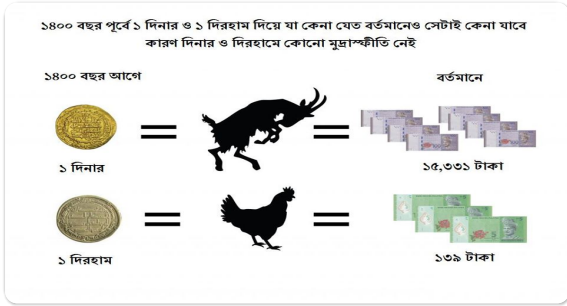 ১৪০০ বছর পূর্বে ১ দিনার ও ১ দিরহাম দিয়ে যা কেনা যেত বর্তমানেও সেটাই কেনা যাবে
কারণ দিনার ও দিরহামে কোনো মুদ্রাস্ফীতি নেই
১৪০০ বছর আগে
বর্তমানে
১ দিনার
১৫,৩৩১ টাকা
১ দিরহাম
১৩৯ টাকা